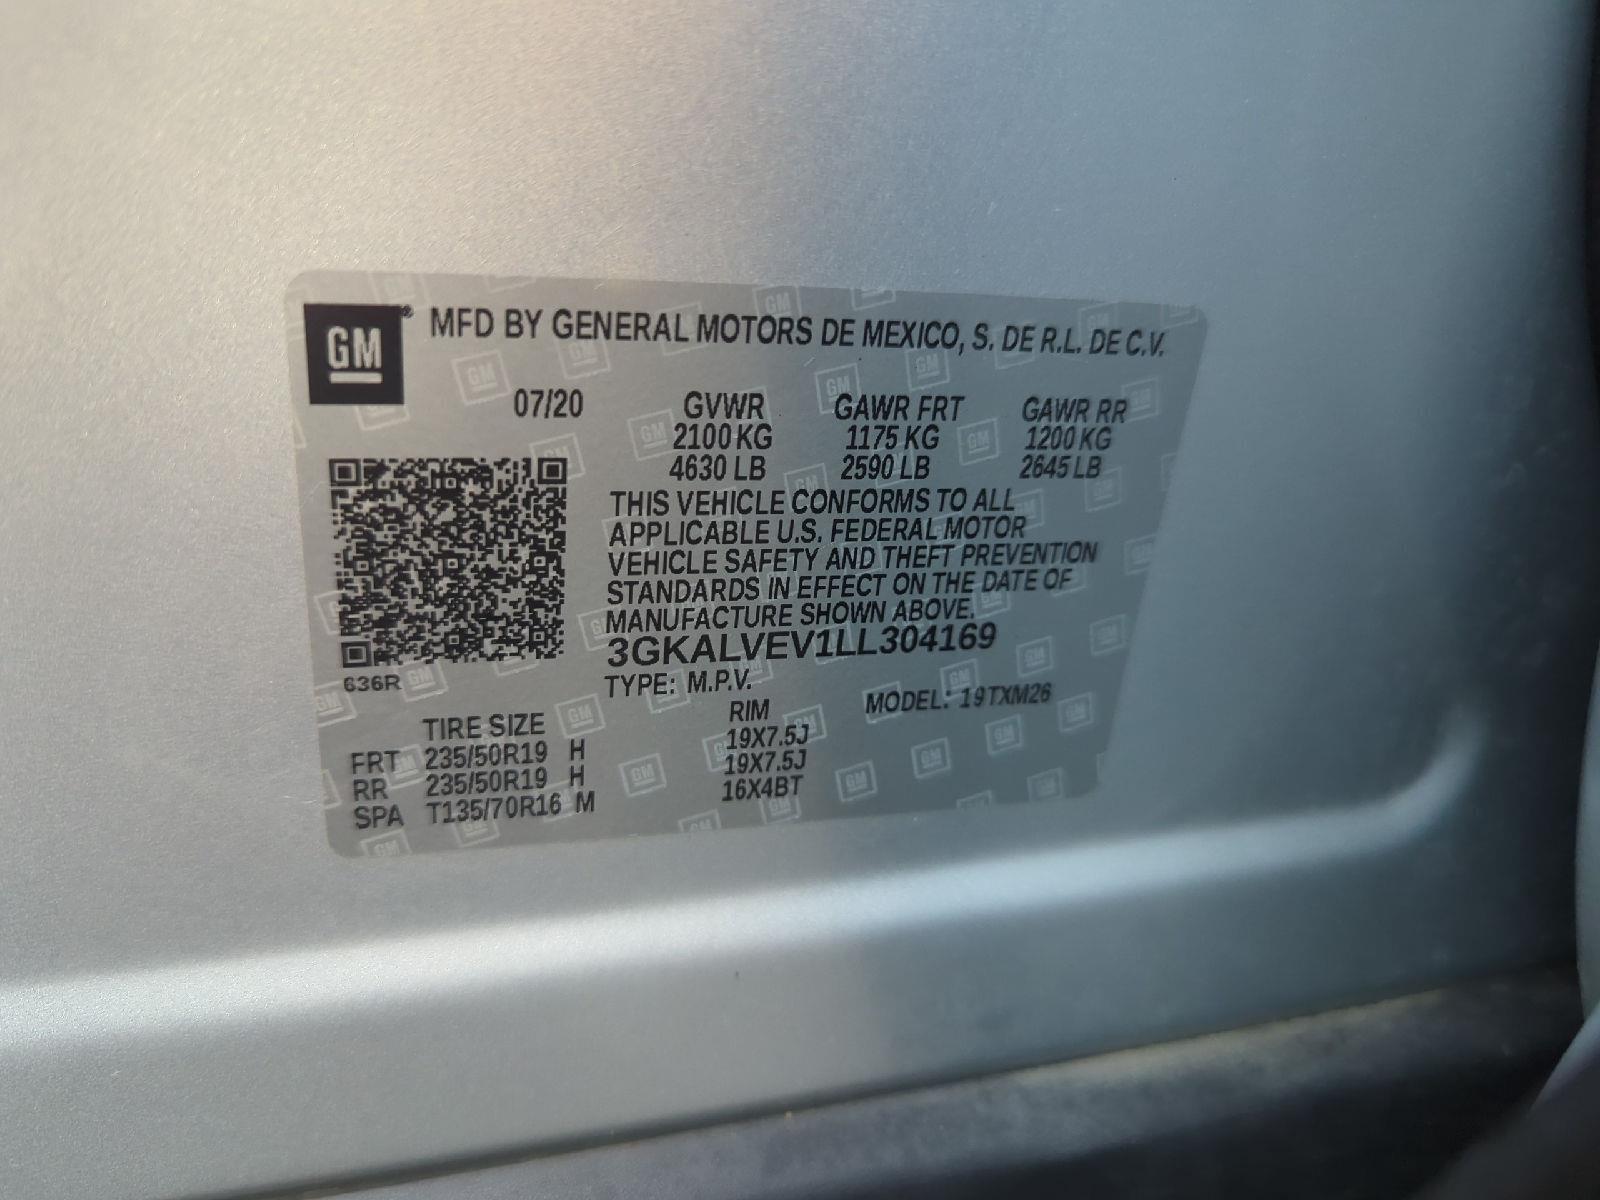 GM® MFD BY GENERAL MOTORS DE MEXICO, S. DE R.L. DE C.V.
07/20 GVWR GAWR FRT GAWR RR
2100 KG 1175 KG 1200 KG
4630 LB 2590 LB 2645 LB
THIS VEHICLE CONFORMS TO ALL
APPLICABLE U.S. FEDERAL MOTOR
VEHICLE SAFETY AND THEFT PREVENTION
STANDARDS IN EFFECT ON THE DATE OF
MANUFACTURE SHOWN ABOVE.
3GKALVEV1LL304169
636R TYPE: M.P.V. MODEL: 19TXM26
TIRE SIZE RIM
FRT 235/50R19 H 19X7.5J
RR 235/50R19 H 19X7.5J
SPA T135/70R16 M 16X4BT